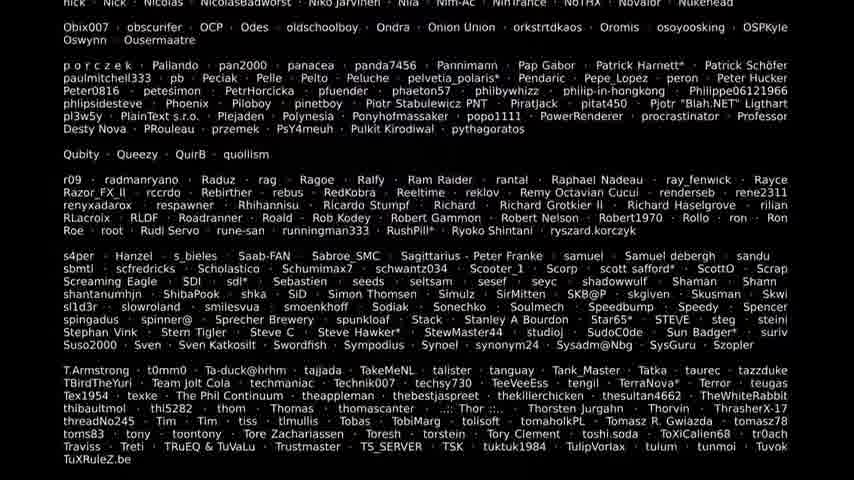 nick · Nick · Nicolas · NicolasBadworst · Niko Jarvinen · Nila · Nim-Ac · NinTrance · NoTHX · Novalor · Nukehead
Obix007 · obscurifer · OCP · Odes · oldschoolboy · Ondra · Onion Union · orkstrtdkaos · Oromis · osoyoosking · OSPKyle
Oswynn · Ousermaatre
p o r c z e k · Pallando · pan2000 · panacea · panda7456 · Pannimann · Pap Gabor · Patrick Harnett* · Patrick Schöfer
paulmitchell333 · pb · Peciak · Pelle · Pelto · Peluche · pelvetia_polaris* · Pendaric · Pepe_Lopez · peron · Peter Hucker
Peter0816 · petesimon · PetrHorcicka · pfuender · phaeton57 · phiibywhizz · philip-in-hongkong · Philippe06121966
phlipsidesteve · Phoenix · Piloboy · pinetboy · Piotr Stabulewicz PNT · PiratJack · pitat450 · Pjotr "Blah.NET" Ligthart
pl3w5y · PlainText s.r.o. · Plejaden · Polynesia · Ponyhofmassaker · popo1111 · PowerRenderer · procrastinator · Professor
Desty Nova · PRouleau · przemek · PsY4meuh · Pulkit Kirodiwal · pythagoratos
Qubity · Queezy · QuirB · quollism
r09 · radmanryano · Raduz · rag · Ragoe · Ralfy · Ram Raider · rantal · Raphael Nadeau · ray_fenwick · Rayce
Razor_FX_II · rccrdo · Rebirther · rebus · RedKobra · Reeltime · reklov · Remy Octavian Cucui · renderseb · rene2311
renyxadarox · respawner · Rhihannisu · Ricardo Stumpf · Richard · Richard Grotkier II · Richard Haselgrove · rilian
RLacroix · RLDF · Roadranner · Roald · Rob Kodey · Robert Gammon · Robert Nelson · Robert1970 · Rollo · ron · Ron
Roe · root · Rudi Servo · rune-san · runningman333 · RushPill* · Ryoko Shintani · ryszard.korczyk
s4per · Hanzel · s_bieles · Saab-FAN · Sabroe_SMC · Sagittarius - Peter Franke · samuel · Samuel debergh · sandu
sbmtl · scfredricks · Scholastico · Schumimax7 · schwantz034 · Scooter_1 · Scorp · scott safford* · ScottO · Scrap
Screaming Eagle · SDI · sdl* · Sebastien · seeds · seltsam · sesef · seyc · shadowwulf · Shaman · Shann
shantanumhjn · ShibaPook · shka · SiD · Simon Thomsen · Simulz · SirMitten · SKB@P · skgiven · Skusman · Skwi
sl1d3r · slowroland · smilesvua · smoenkhoff · Sodiak · Sonechko · Soulmech · Speedbump · Speedy · Spencer
spingadus · spinner@ · Sprecher Brewery · spunkloaf · Stack · Stanley A Bourdon · Star65* · STE\/E · steg · steini
Stephan Vink · Stern Tigler · Steve C · Steve Hawker* · StewMaster44 · studioJ · SudoC0de · Sun Badger* · suriv
Suso2000 · Sven · Sven Katkosilt · Swordfish · Sympodius · Synoel · synonym24 · Sysadm@Nbg · SysGuru · Szopler
T.Armstrong · t0mm0 · Ta-duck@hrhm · tajjada · TakeMeNL · talister · tanguay · Tank_Master · Tatka · taurec · tazzduke
TBirdTheYuri · Team Jolt Cola · techmaniac · Technik007 · techsy730 · TeeVeeEss · tengil · TerraNova* · Terror · teugas
Tex1954 · texke · The Phil Continuum · theappleman · thebestjaspreet · thekillerchicken · thesultan4662 · TheWhiteRabbit
thibaultmol · thi5282 · thom · Thomas · thomascanter · ..:: Thor ::.. · Thorsten Jurgahn · Thorvin · ThrasherX-17
threadNo245 · Tim · Tim · tiss · tlmullis · Tobas · TobiMarg · tolisoft · tomaholkPL · Tomasz R. Gwiazda · tomasz78
toms83 · tony · toontony · Tore Zachariassen · Toresh · torstein · Tory Clement · toshi.soda · ToXiCalien68 · tr0ach
Traviss · Treti · TRuEQ & TuVaLu · Trustmaster · TS_SERVER · TSK · tuktuk1984 · TulipVorlax · tulum · tunmoi · Tuvok
TuXRuleZ.be